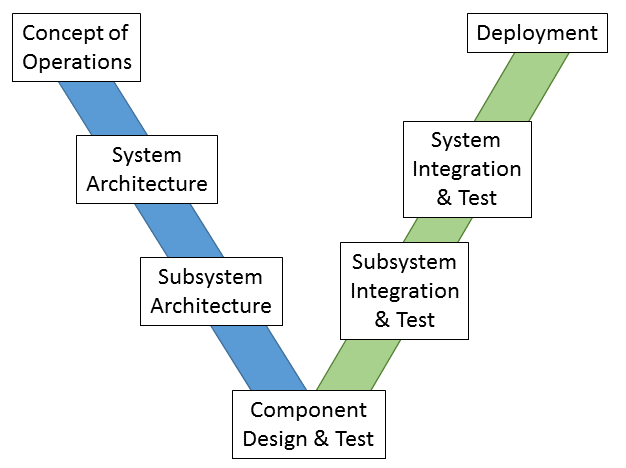 Concept of
Operations
System
Architecture
Subsystem
Architecture
Component
Design & Test
Subsystem
Integration
& Test
System
Integration
& Test
Deployment